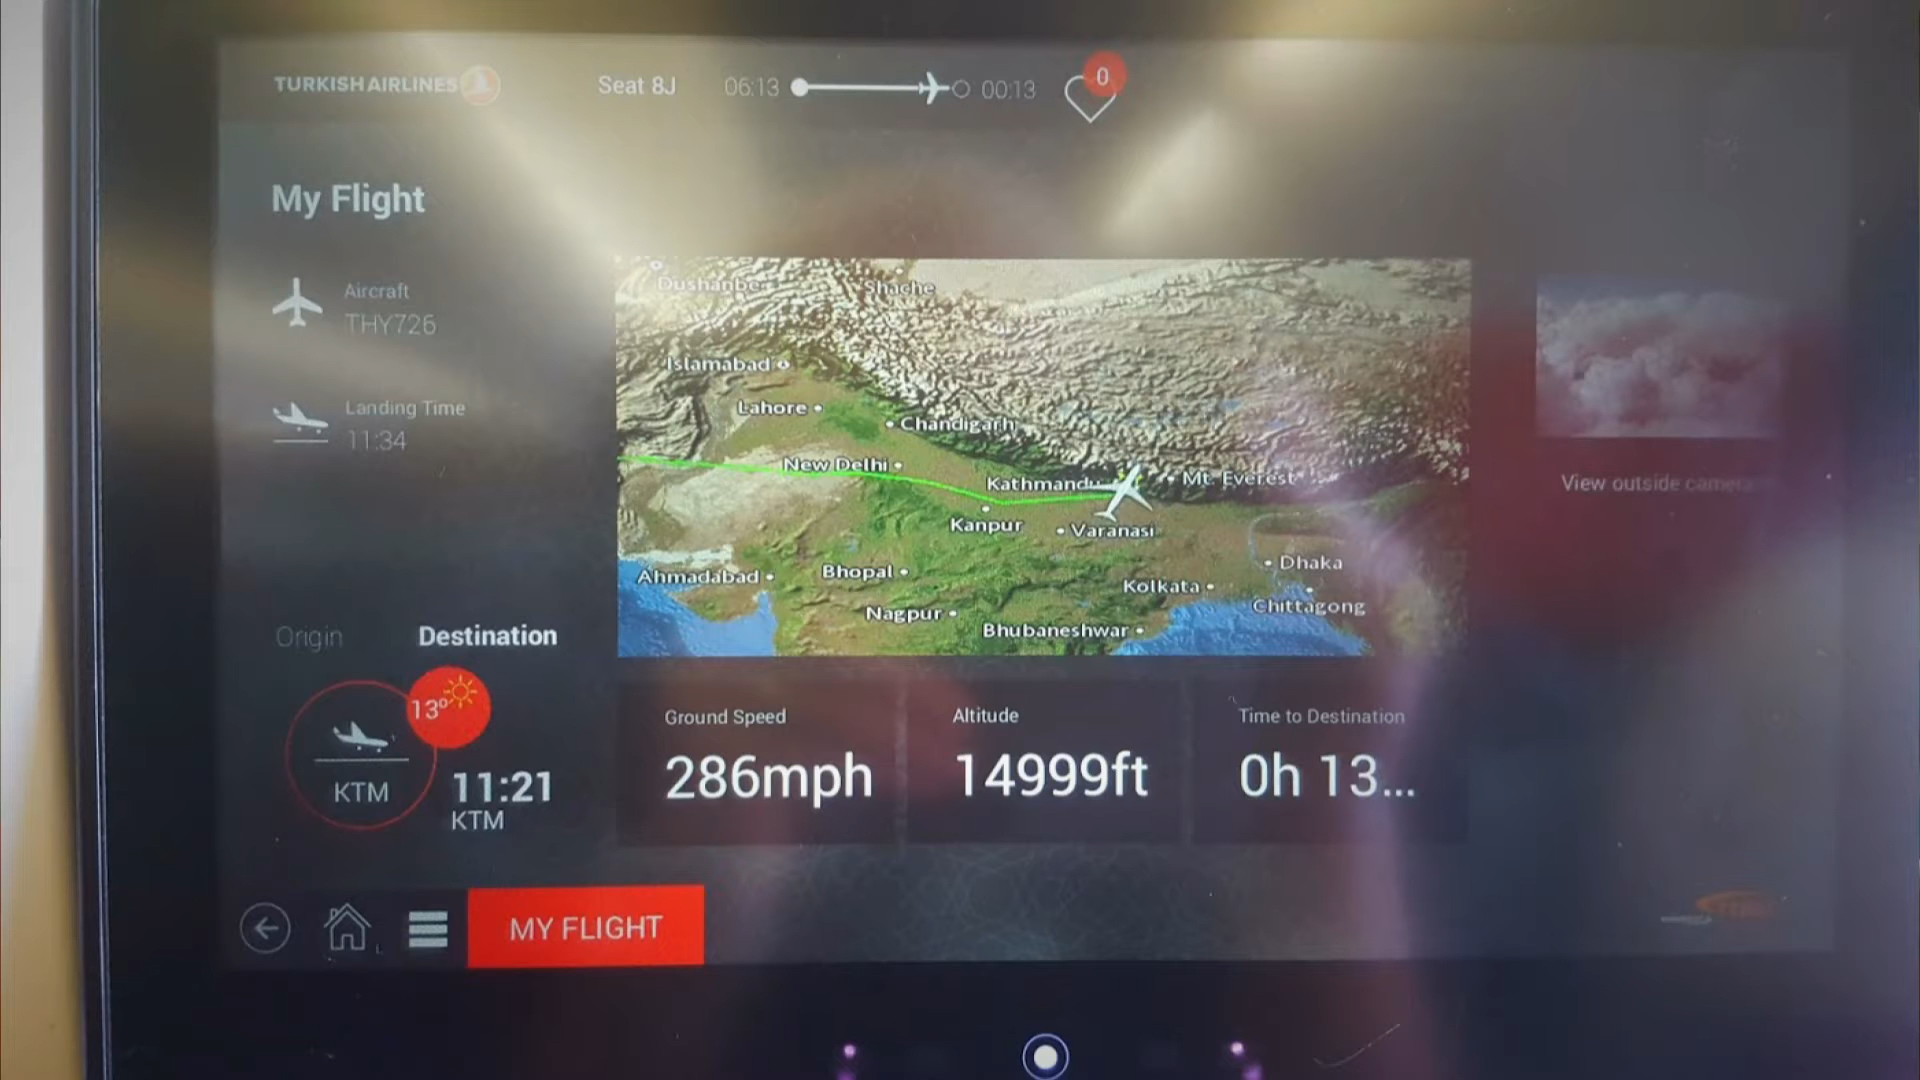 TURKISH AIRLINES
Seat 8J
06:13
00:13
0
My Flight
Aircraft
THY726
Landing Time
11:34
Dushanbe
Shache
Islamabad
Lahore
Chandigarh
New Delhi
Kathmandu
Mt. Everest
Kanpur
Varanasi
Ahmadabad
Bhopal
Dhaka
Kolkata
Nagpur
Chittagong
Bhubaneshwar
View outside camera
Origin
Destination
13°
KTM
11:21
KTM
Ground Speed
286mph
Altitude
14999ft
Time to Destination
0h 13...
MY FLIGHT